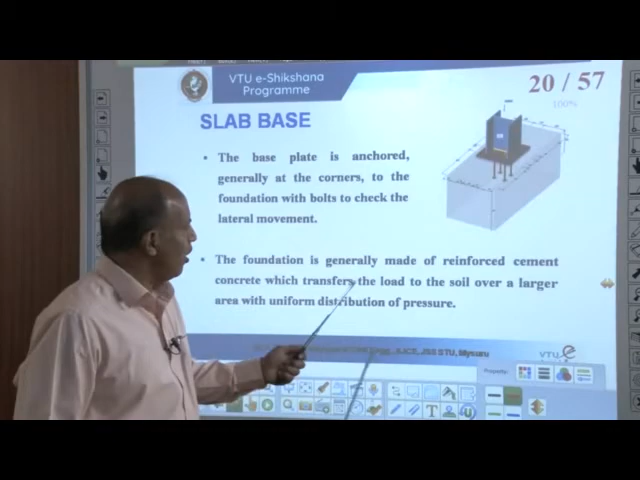 VTU e-Shikshana
Programme
20 / 57
100%
SLAB BASE
• The base plate is anchored,
generally at the corners, to the
foundation with bolts to check the
lateral movement.
• The foundation is generally made of reinforced cement
concrete which transfers the load to the soil over a larger
area with uniform distribution of pressure.
SJCE, JSS STU, Mysuru
VTU e
Property:
T